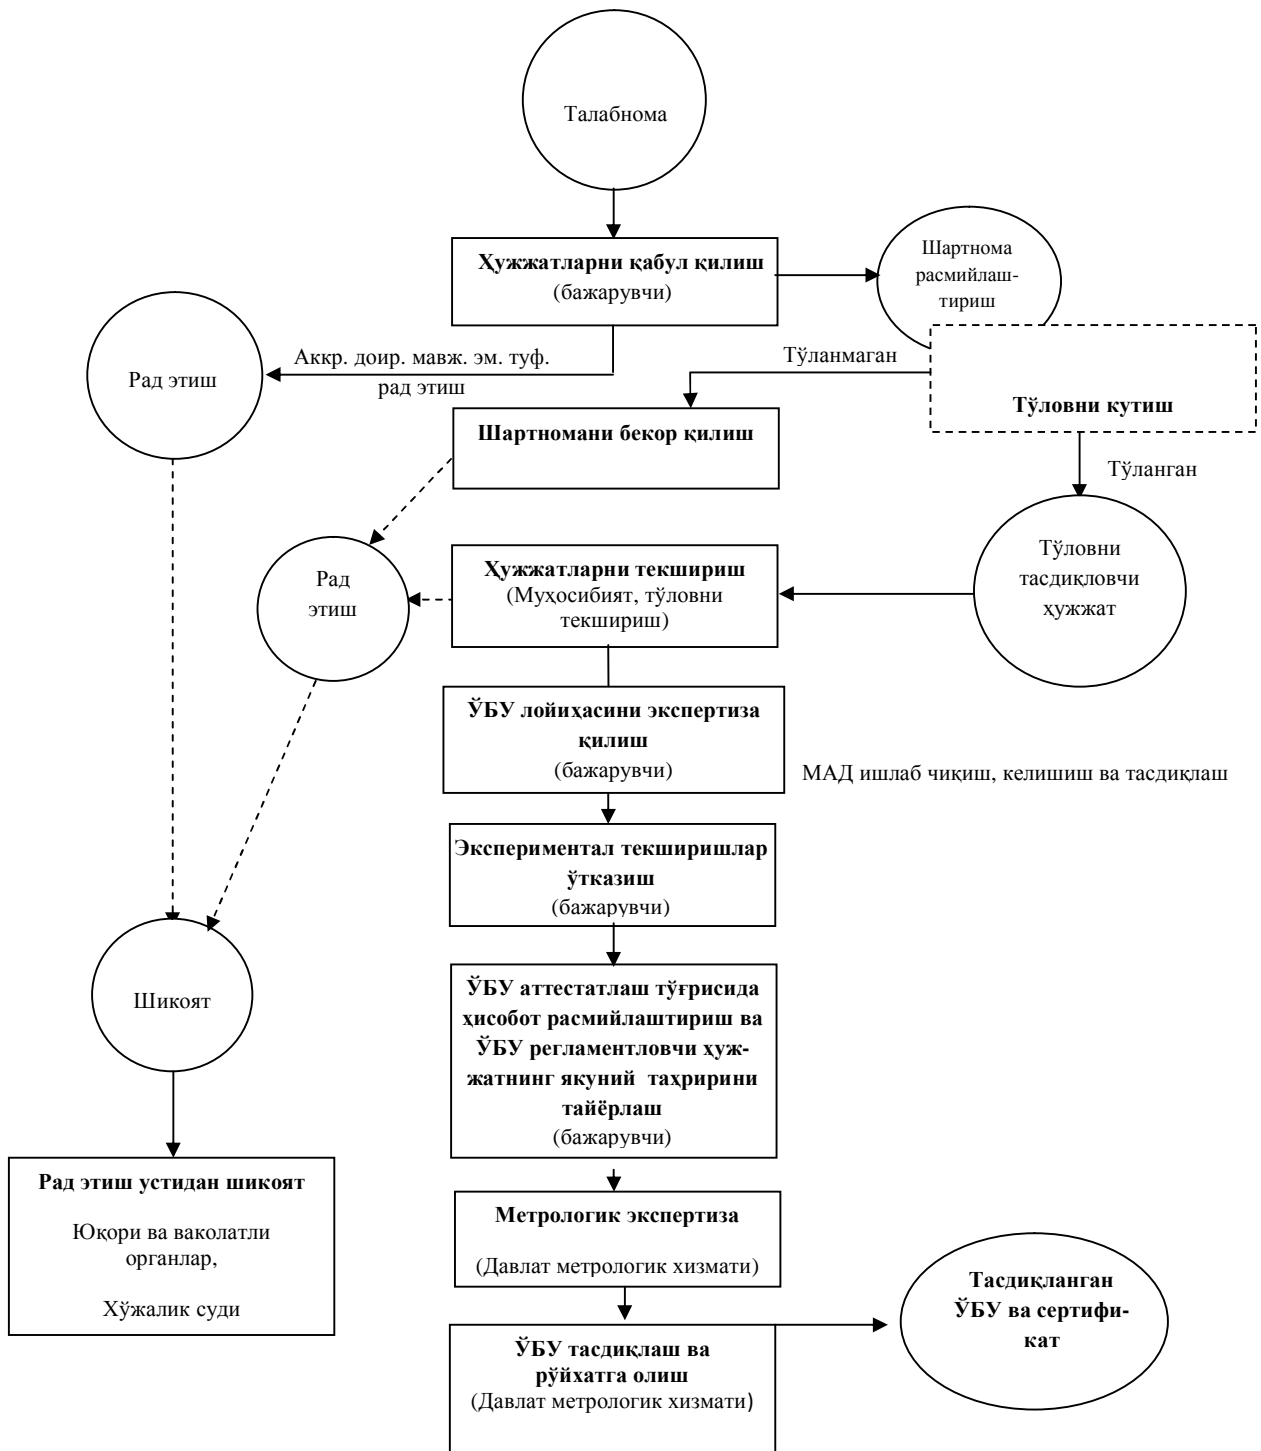 Талабнома
Ҳужжатларни қабул қилиш
(бажарувчи)
Шартнома
расмийлаш-
тириш
Аккр. доир. мавж. эм. туф.
рад этиш
Рад этиш
Тўланмаган
Тўловни кутиш
Шартномани бекор қилиш
Тўланган
Тўловни
тасдиқловчи
ҳужжат
Рад
этиш
Ҳужжатларни текшириш
(Муҳосибият, тўловни
текшириш)
ЎБУ лойиҳасини экспертиза
қилиш
(бажарувчи)
МАД ишлаб чиқиш, келишиш ва тасдиқлаш
Экспериментал текширишлар
ўтказиш
(бажарувчи)
Шикоят
ЎБУ аттестатлаш тўғрисида
ҳисобот расмийлаштириш ва
ЎБУ регламентловчи ҳуж-
жатнинг якуний таҳририни
тайёрлаш
(бажарувчи)
Рад этиш устидан шикоят
Юқори ва ваколатли
органлар,
Хўжалик суди
Метрологик экспертиза
(Давлат метрологик хизмати)
Тасдиқланган
ЎБУ ва сертифи-
кат
ЎБУ тасдиқлаш ва
рўйхатга олиш
(Давлат метрологик хизмати)